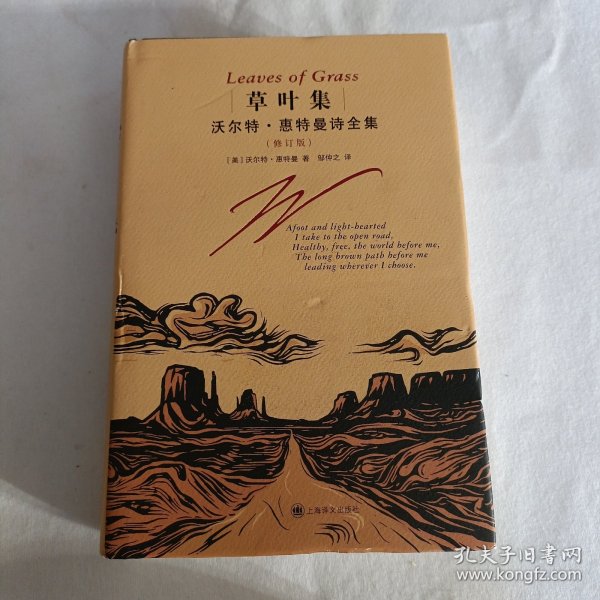 Leaves of Grass
草叶集
沃尔特·惠特曼诗全集
(修订版)
[美]沃尔特·惠特曼 著 邹仲之 译
W
Afoot and light-hearted
I take to the open road,
Healthy, free, the world before me,
The long brown path before me
leading wherever I choose.
上海译文出版社
孔夫子旧书网
www.kongfz.com